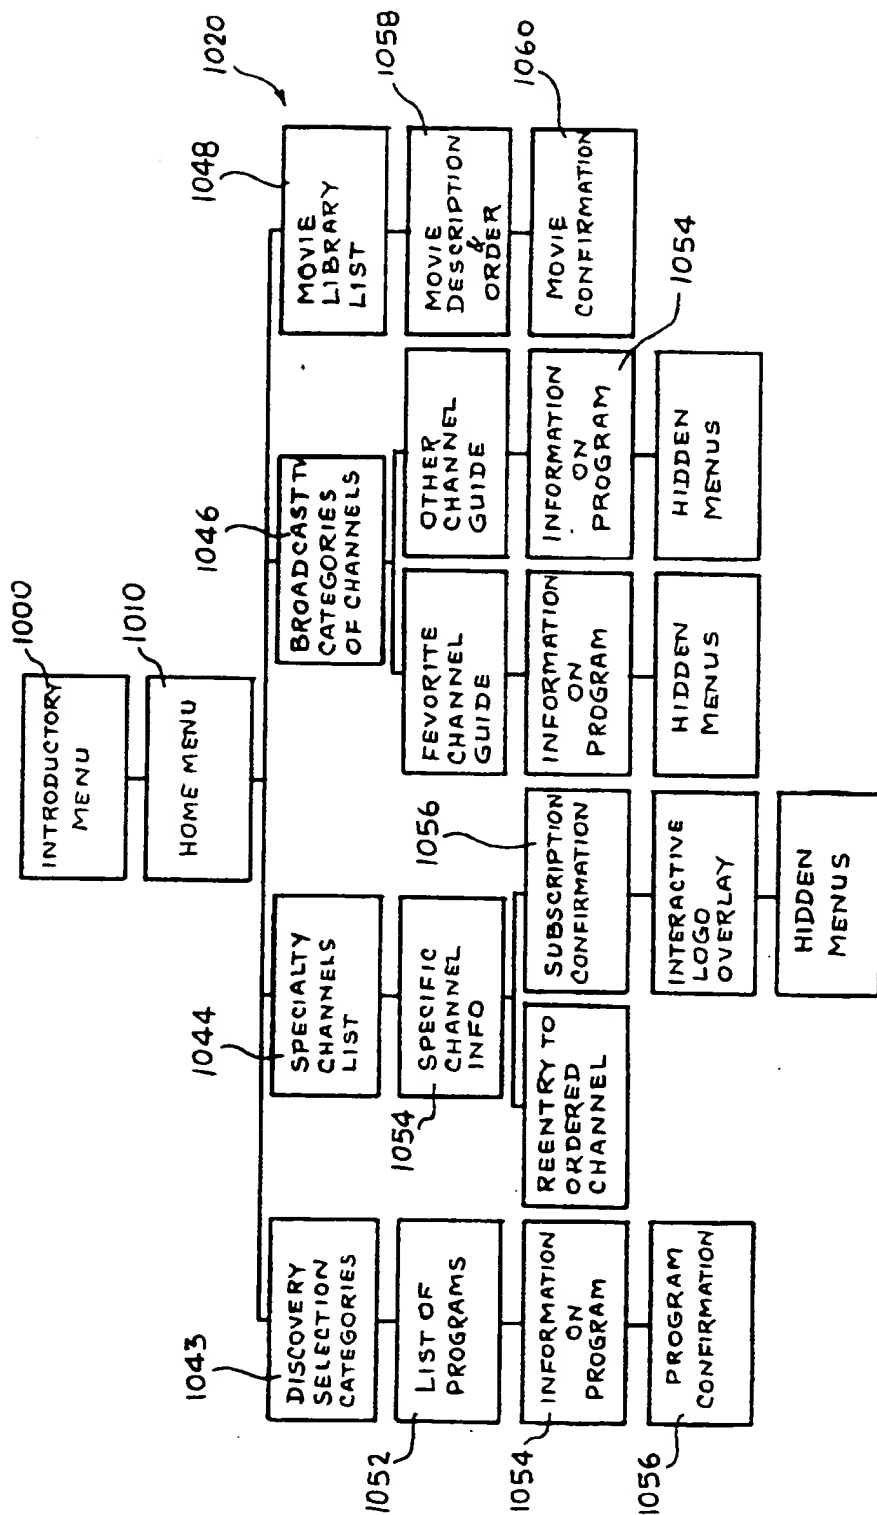 1000
INTRODUCTORY
MENU
1010
HOME MENU
1020
1043
DISCOVERY
SELECTION
CATEGORIES
1044
SPECIALTY
CHANNELS
LIST
1046
BROADCAST TV
CATEGORIES
OF CHANNELS
1048
MOVIE
LIBRARY
LIST
1052
LIST OF
PROGRAMS
1054
SPECIFIC
CHANNEL
INFO
FEVORITE
CHANNEL
GUIDE
OTHER
CHANNEL
GUIDE
1058
MOVIE
DESCRIPTION
&
ORDER
1054
INFORMATION
ON
PROGRAM
REENTRY TO
ORDERED
CHANNEL
1056
SUBSCRIPTION
CONFIRMATION
INFORMATION
ON
PROGRAM
INFORMATION
ON
PROGRAM
1054
1060
MOVIE
CONFIRMATION
1056
PROGRAM
CONFIRMATION
INTERACTIVE
LOGO
OVERLAY
HIDDEN
MENUS
HIDDEN
MENUS
HIDDEN
MENUS